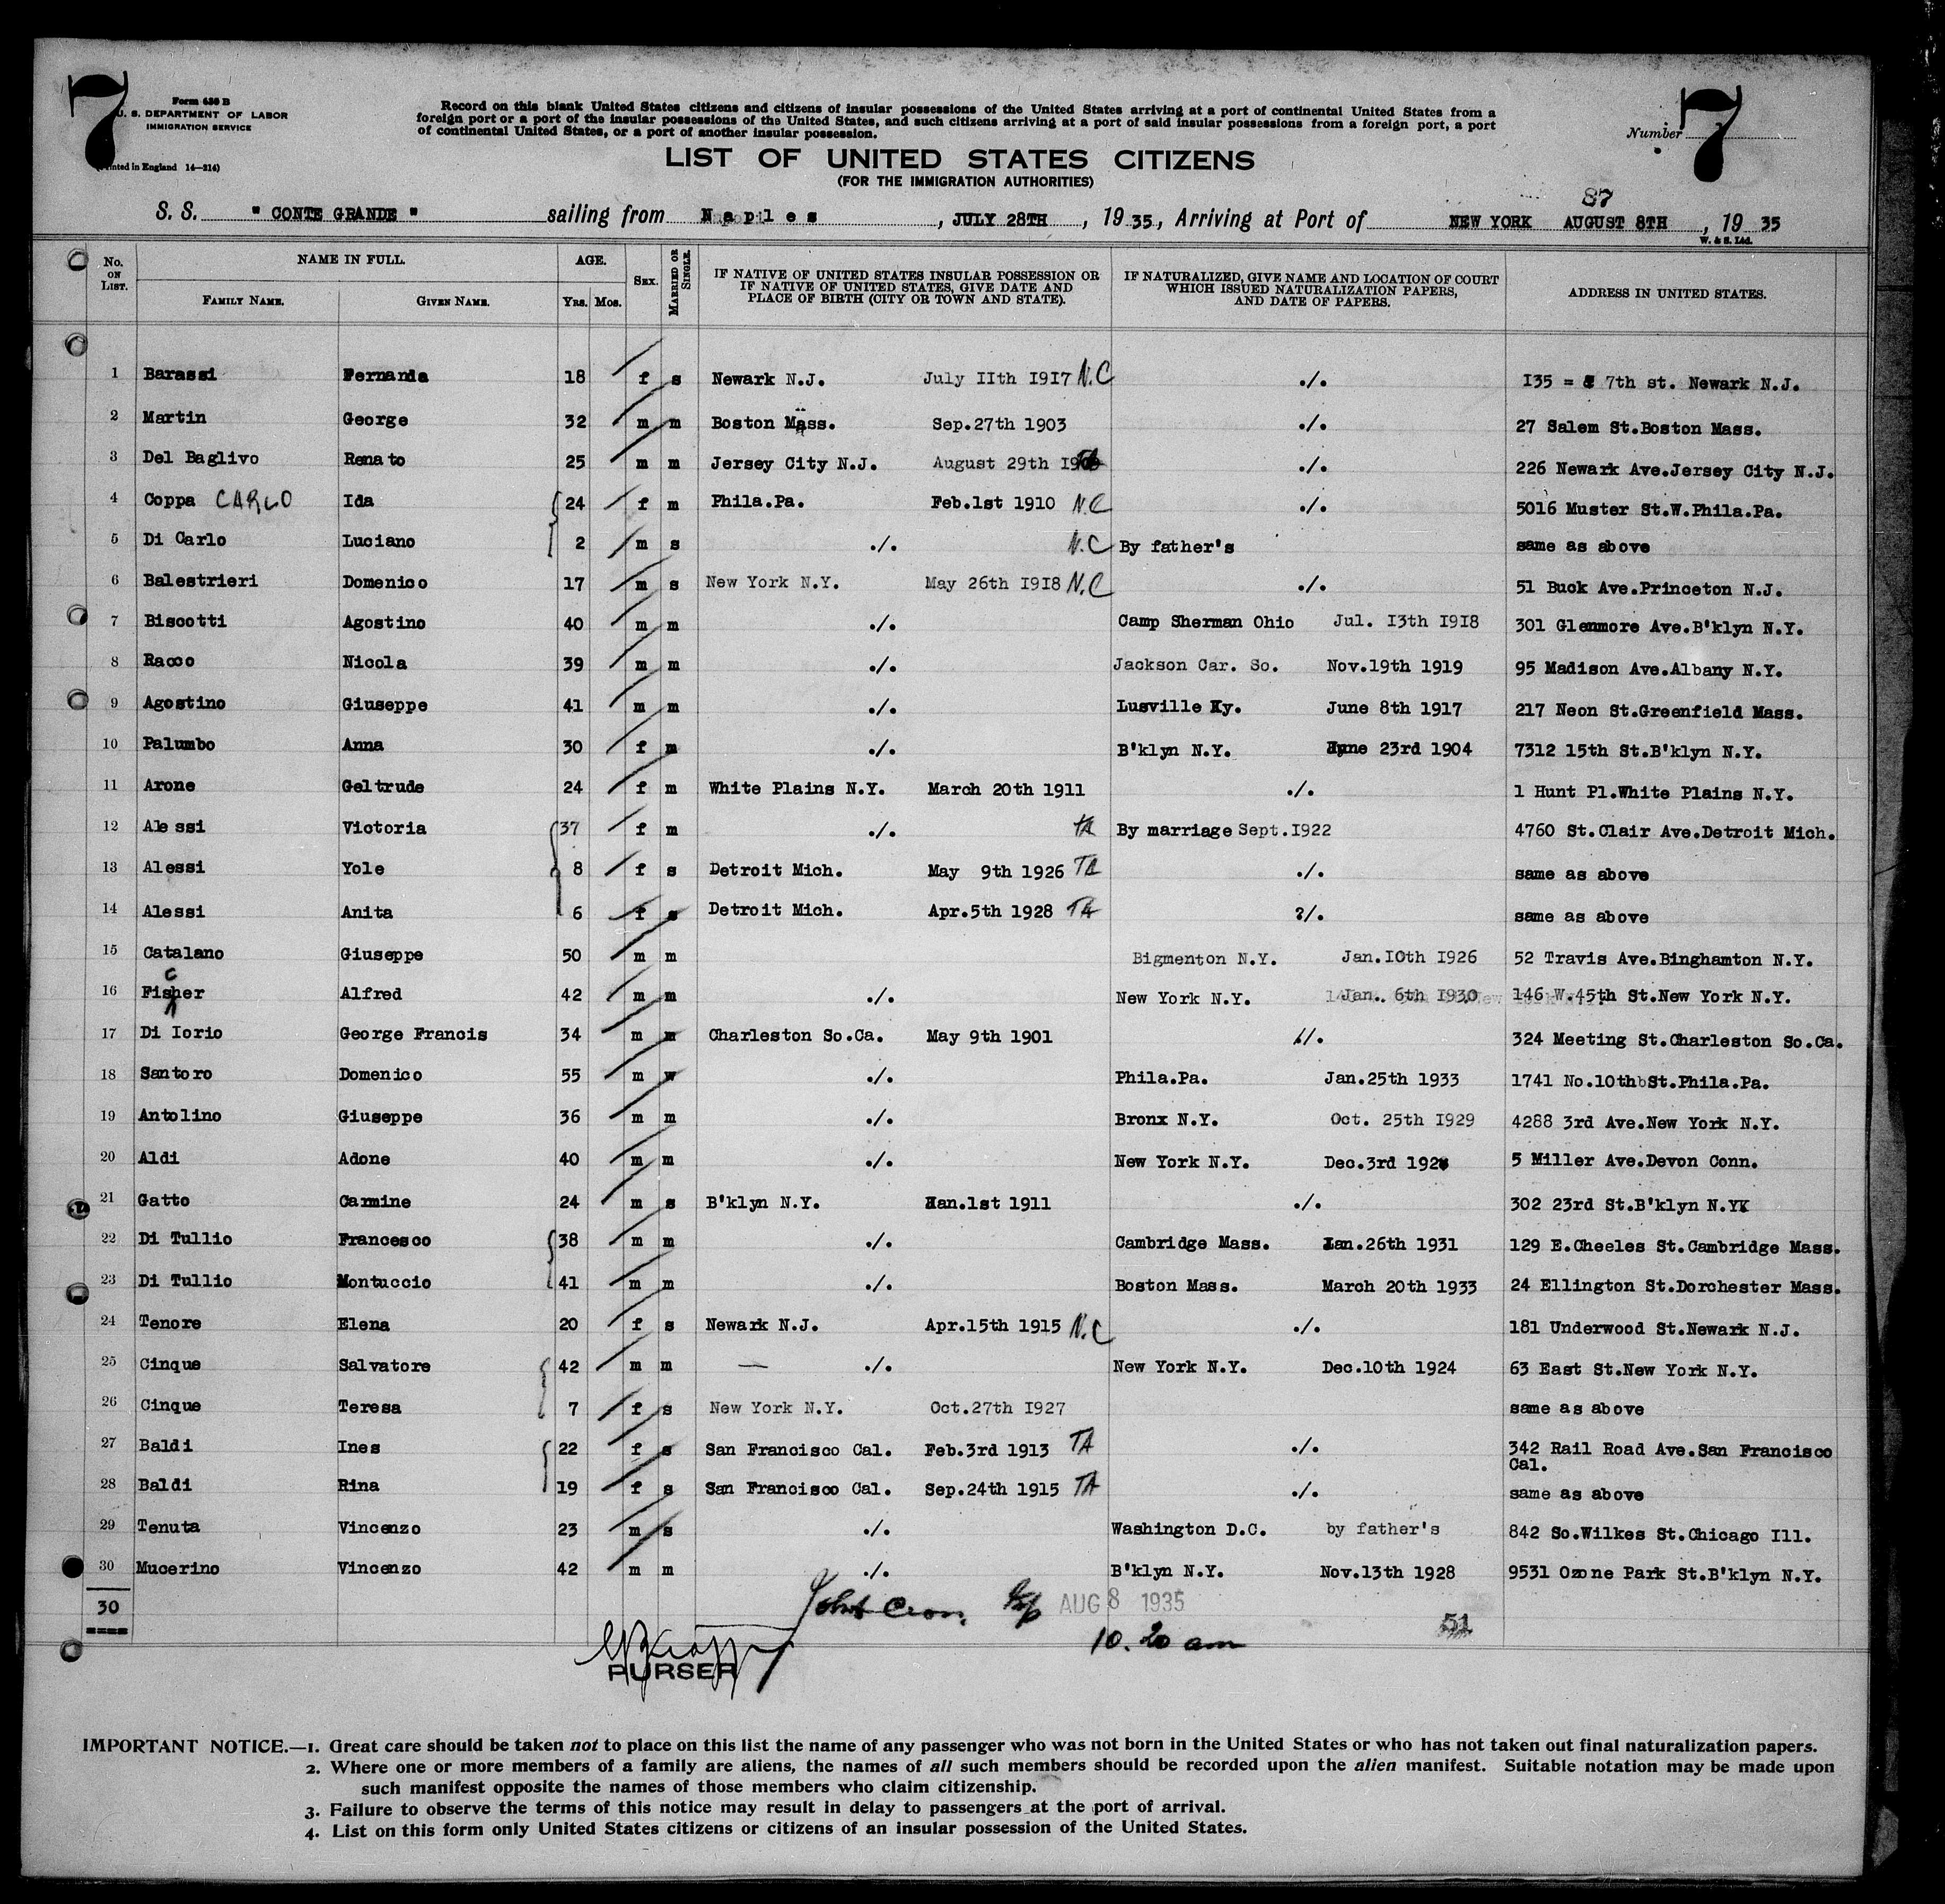 7
Form 630 B
U. S. DEPARTMENT OF LABOR
IMMIGRATION SERVICE
(Printed in England 14—214)
Record on this blank United States citizens and citizens of insular possessions of the United States arriving at a port of continental United States from a
foreign port or a port of the insular possessions of the United States, and such citizens arriving at a port of said insular possessions from a foreign port, a port
of continental United States, or a port of another insular possession.
Number 7
LIST OF UNITED STATES CITIZENS
(FOR THE IMMIGRATION AUTHORITIES)
87
S. S. " CONTE GRANDE " sailing from Naples , JULY 28TH , 19 35, Arriving at Port of NEW YORK AUGUST 8TH , 19 35
W. & S. Ltd.
No. ON LIST. NAME IN FULL. AGE. SEX. MARRIED OR SINGLE. IF NATIVE OF UNITED STATES INSULAR POSSESSION OR IF NATIVE OF UNITED STATES, GIVE DATE AND PLACE OF BIRTH (CITY OR TOWN AND STATE). IF NATURALIZED, GIVE NAME AND LOCATION OF COURT WHICH ISSUED NATURALIZATION PAPERS, AND DATE OF PAPERS. ADDRESS IN UNITED STATES.
FAMILY NAME. GIVEN NAME. YRS. MOS.
1 Barassi Fernanda 18 f s Newark N.J. July IIth I9I7 N.C ./. I35 = 7th st. Newark N.J.
2 Martin George 32 m m Boston Mass. Sep.27th 1903 ./. 27 Salem St.Boston Mass.
3 Del Baglivo Renato 25 m m Jersey City N.J. August 29th ./. 226 Newark Ave.Jersey City N.J.
4 Coppa CARLO Ida 24 f m Phila.Pa. Feb.1st 1910 N.C ./. 5016 Muster St.W.Phila.Pa.
5 Di Carlo Luciano 2 m s ./. N.C By father's same as above
6 Balestrieri Domenico 17 m s New York N.Y. May 26th I9I8 N.C ./. 51 Buck Ave.Princeton N.J.
7 Biscotti Agostino 40 m m ./. Camp Sherman Ohio Jul. I3th I9I8 301 Glenmore Ave.B'klyn N.Y.
8 Racco Nicola 39 m m ./. Jackson Car. So. Nov.19th 1919 95 Madison Ave.Albany N.Y.
9 Agostino Giuseppe 41 m m ./. Lusville Ky. June 8th 1917 217 Neon St.Greenfield Mass.
10 Palumbo Anna 30 f m ./. B'klyn N.Y. June 23rd 1904 7312 15th St.B'klyn N.Y.
11 Arone Geltrude 24 f m White Plains N.Y. March 20th 1911 ./. 1 Hunt Pl.White Plains N.Y.
12 Alessi Victoria 37 f m ./. TA By marriage Sept.I922 4760 St.Clair Ave.Detroit Mich.
13 Alessi Yole 8 f s Detroit Mich. May 9th 1926 TA ./. same as above
14 Alessi Anita 6 f s Detroit Mich. Apr.5th 1928 TA ?/. same as above
15 Catalano Giuseppe 50 m m Bigmenton N.Y. Jan.I0th I926 52 Travis Ave.Binghamton N.Y.
c
16 Fisher Alfred 42 m m ./. New York N.Y. Jan. 6th I930 146 W.45th St.New York N.Y.
17 Di Iorio George Francis 34 m m Charleston So.Ca. May 9th 1901 ./. 324 Meeting St.Charleston So.Ca.
18 Santoro Domenico 55 m w ./. Phila.Pa. Jan.25th 1933 1741 No.10th St.Phila.Pa.
19 Antolino Giuseppe 36 m m ./. Bronx N.Y. Oct. 25th I929 4288 3rd Ave.New York N.Y.
20 Aldi Adone 40 m m ./. New York N.Y. Dec.3rd 5 Miller Ave.Devon Conn.
21 Gatto Carmine 24 m s B'klyn N.Y. Jan.1st 1911 ./. 302 23rd St.B'klyn N.Y
22 Di Tullio Francesco 38 m m ./. Cambridge Mass. Jan.26th 1931 129 E.Cheeles St.Cambridge Mass.
23 Di Tullio Montuccio 41 m m ./. Boston Mass. March 20th 1933 24 Ellington St.Dorchester Mass.
24 Tenore Elena 20 f s Newark N.J. Apr.15th 1915 N.C ./. 181 Underwood St.Newark N.J.
25 Cinque Salvatore 42 m m — ./. New York N.Y. Dec.10th 1924 63 East St.New York N.Y.
26 Cinque Teresa 7 f s New York N.Y. Oct.27th I927 same as above
27 Baldi Ines 22 f s San Francisco Cal. Feb.3rd 1913 TA ./. 342 Rail Road Ave.San Francisco
Cal.
28 Baldi Rina 19 f s San Francisco Cal. Sep.24th 1915 TA ./. same as above
29 Tenuta Vincenzo 23 m s ./. Washington D.C. by father's 842 So.Wilkes St.Chicago Ill.
30 Mucerino Vincenzo 42 m m ./. B'klyn N.Y. Nov.13th 1928 9531 Ozone Park St.B'klyn N.Y.
30 AUG 8 1935
10.20 am 51
PURSER
IMPORTANT NOTICE.—1. Great care should be taken not to place on this list the name of any passenger who was not born in the United States or who has not taken out final naturalization papers.
2. Where one or more members of a family are aliens, the names of all such members should be recorded upon the alien manifest. Suitable notation may be made upon
such manifest opposite the names of those members who claim citizenship.
3. Failure to observe the terms of this notice may result in delay to passengers at the port of arrival.
4. List on this form only United States citizens or citizens of an insular possession of the United States.